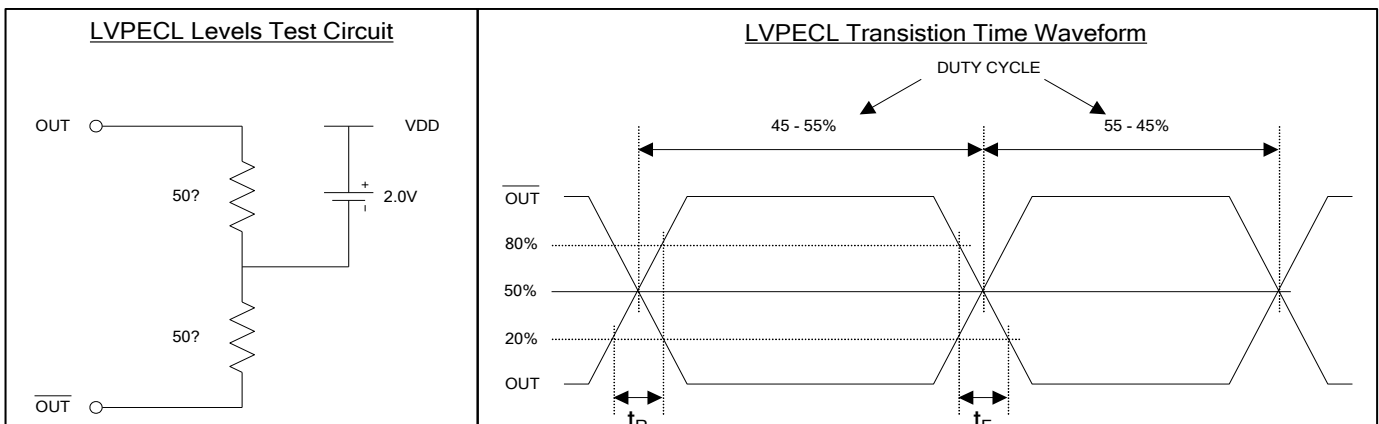 LVPECL Levels Test Circuit
OUT
VDD
50?
+
2.0V
50?
OUT
LVPECL Transistion Time Waveform
DUTY CYCLE
45 - 55%
55 - 45%
OUT
80%
50%
20%
OUT
tR
tF